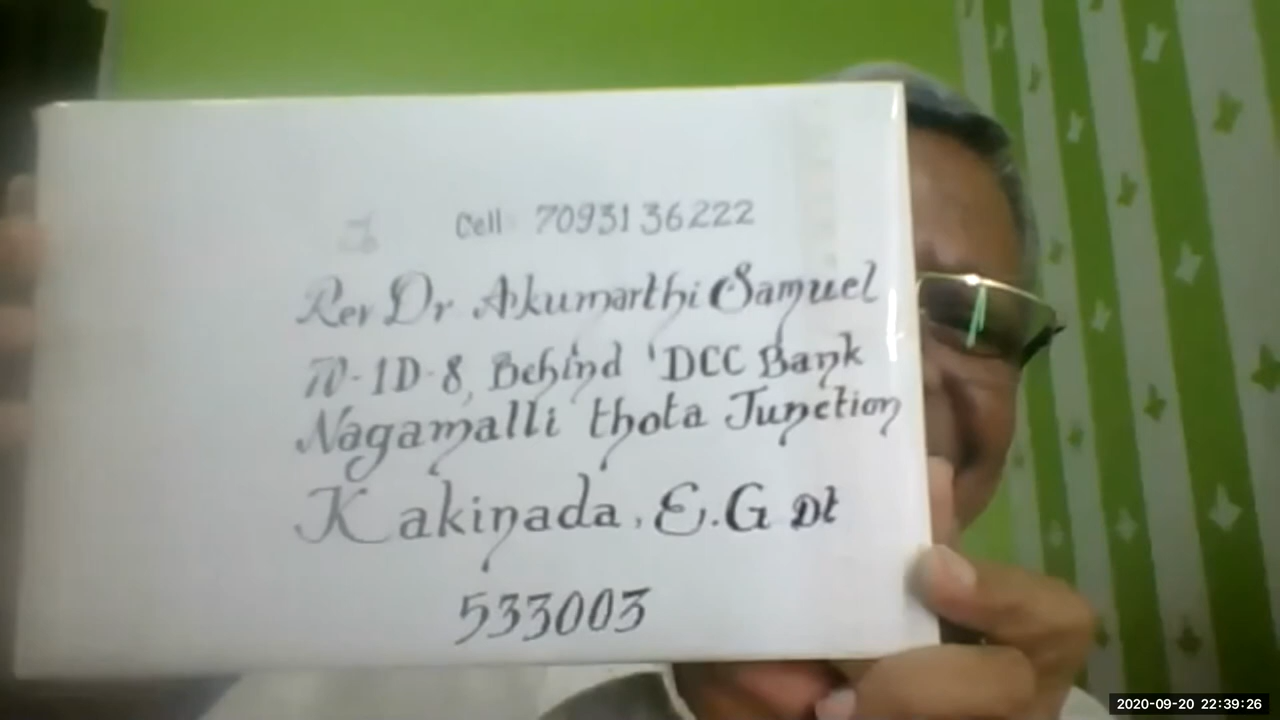 Cell 7093136222
Rev Dr Akumarthi Samuel
70-1D-8, Behind 'DCC Bank
Nagamalli thota Junction
Kakinada, E.G Dt
533003
2020-09-20 22:39:26